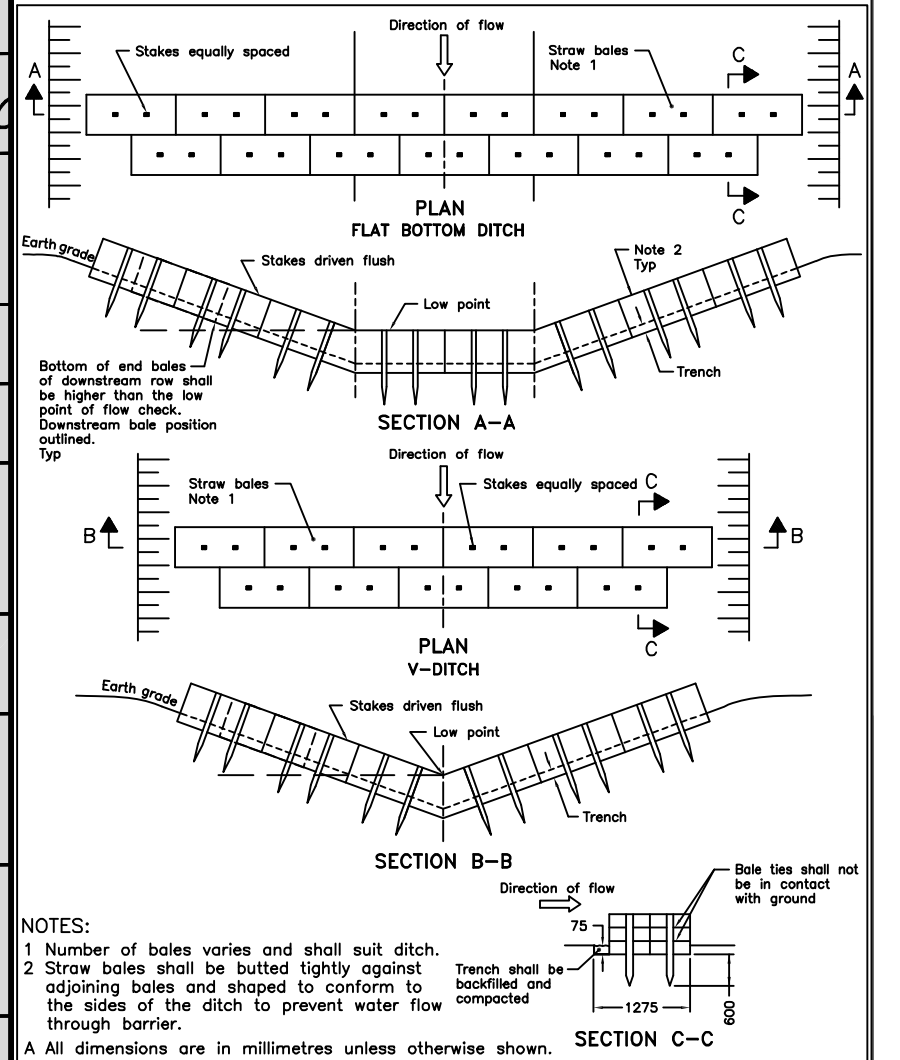 Direction of flow
Stakes equally spaced
Straw bales
Note 1
C
A
A
C
PLAN
FLAT BOTTOM DITCH
Earth grade
Stakes driven flush
Note 2
Typ
Low point
Trench
Bottom of end bales
of downstream row shall
be higher than the low
point of flow check.
Downstream bale position
outlined.
Typ
SECTION A-A
Direction of flow
Straw bales
Note 1
Stakes equally spaced
C
B
B
C
PLAN
V-DITCH
Earth grade
Stakes driven flush
Low point
Trench
SECTION B-B
Bale ties shall not
be in contact
with ground
Direction of flow
75
Trench shall be
backfilled and
compacted
1275
600
SECTION C-C
NOTES:
1 Number of bales varies and shall suit ditch.
2 Straw bales shall be butted tightly against
adjoining bales and shaped to conform to
the sides of the ditch to prevent water flow
through barrier.
A All dimensions are in millimetres unless otherwise shown.